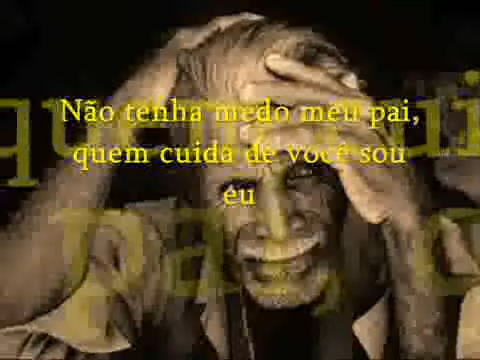 Não tenha medo meu pai,
quem cuida de você sou
eu